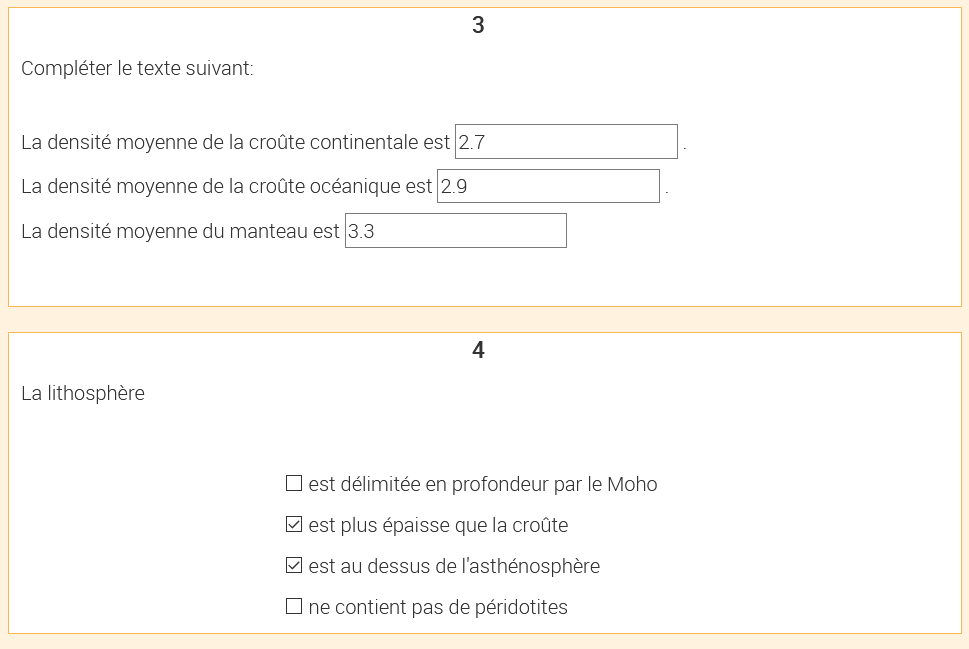 3
Compléter le texte suivant:
La densité moyenne de la croûte continentale est 2.7 .
La densité moyenne de la croûte océanique est 2.9 .
La densité moyenne du manteau est 3.3
4
La lithosphère
est délimitée en profondeur par le Moho
est plus épaisse que la croûte
est au dessus de l'asthénosphère
ne contient pas de péridotites